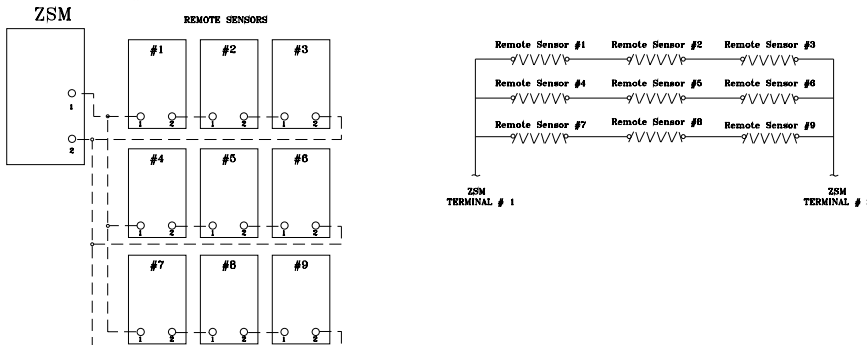 ZSM
REMOTE SENSORS
#1 #2 #3
1
2
1 2 1 2 1 2
#4 #5 #6
1 2 1 2 1 2
#7 #8 #9
1 2 1 2 1 2
Remote Sensor #1 Remote Sensor #2 Remote Sensor #3
Remote Sensor #4 Remote Sensor #5 Remote Sensor #6
Remote Sensor #7 Remote Sensor #8 Remote Sensor #9
ZSM
TERMINAL # 1
ZSM
TERMINAL #